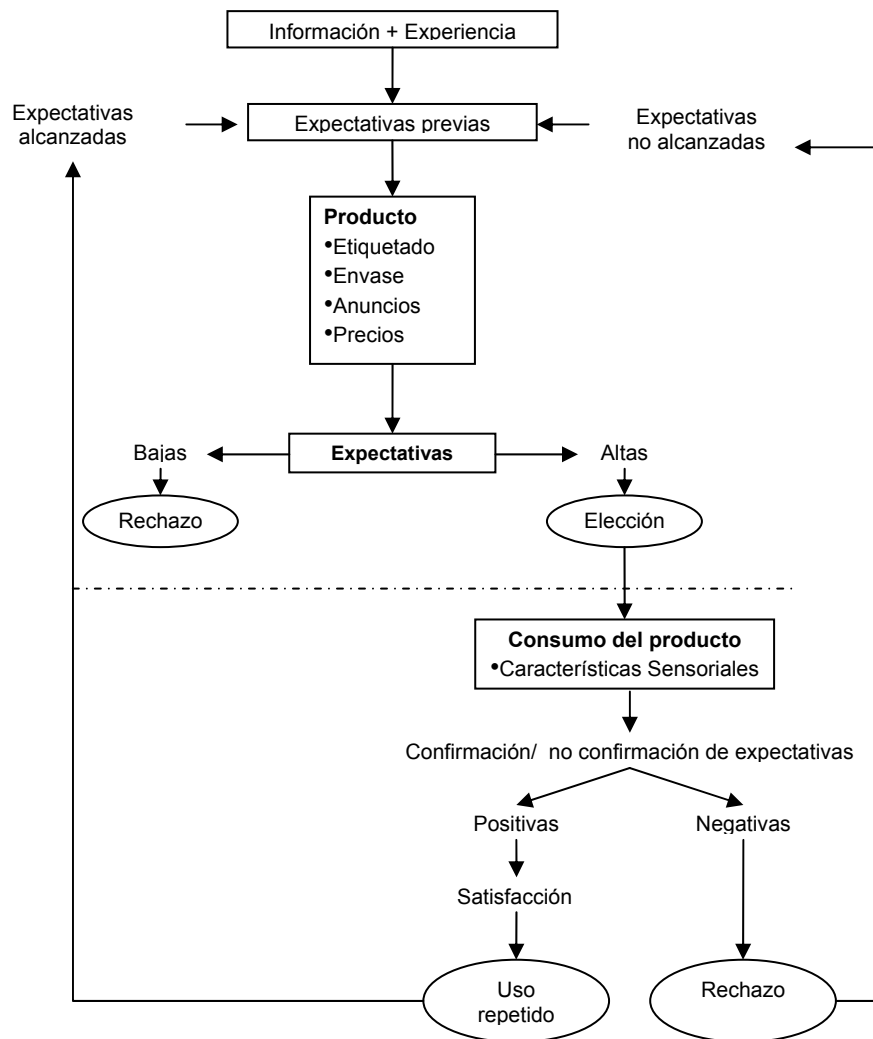 Información + Experiencia
Expectativas
alcanzadas
Expectativas previas
Expectativas
no alcanzadas
Producto
•Etiquetado
•Envase
•Anuncios
•Precios
Bajas
Expectativas
Altas
Rechazo
Elección
Consumo del producto
•Características Sensoriales
Confirmación/ no confirmación de expectativas
Positivas
Negativas
Satisfacción
Uso
repetido
Rechazo